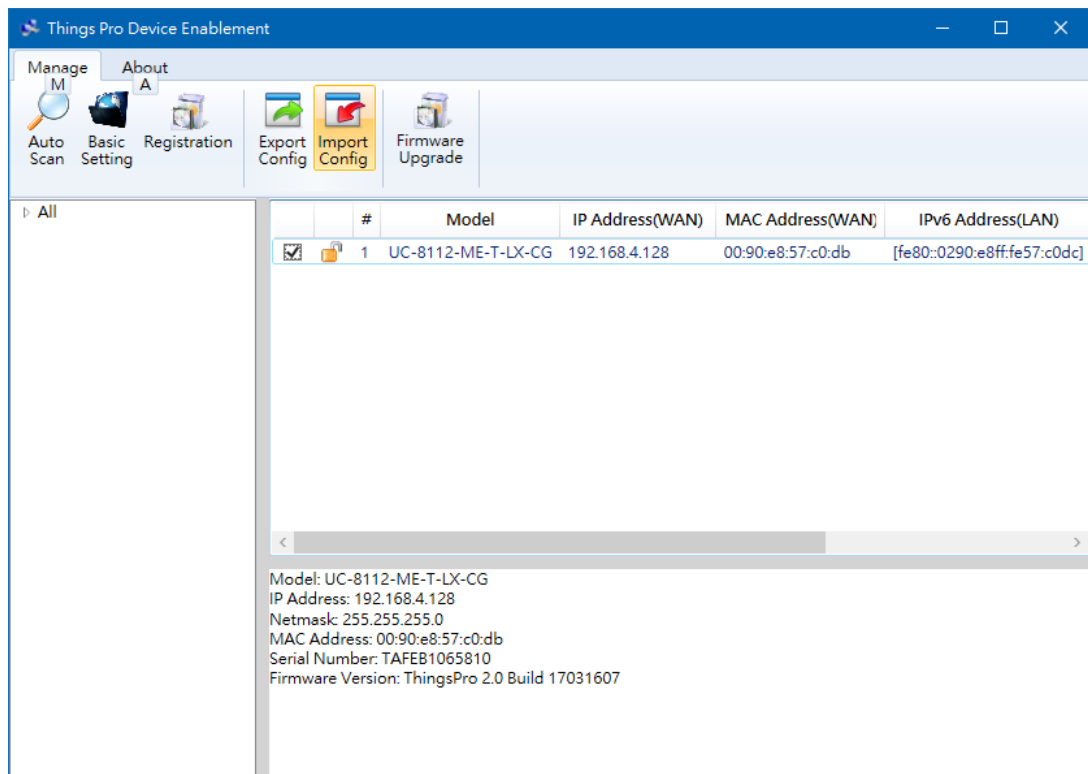 Things Pro Device Enablement
Manage About
M A
Auto Scan
Basic Setting
Registration
Export Config
Import Config
Firmware Upgrade
All
# Model IP Address(WAN) MAC Address(WAN) IPv6 Address(LAN)
1 UC-8112-ME-T-LX-CG 192.168.4.128 00:90:e8:57:c0:db [fe80::0290:e8ff:fe57:c0dc]
Model: UC-8112-ME-T-LX-CG
IP Address: 192.168.4.128
Netmask: 255.255.255.0
MAC Address: 00:90:e8:57:c0:db
Serial Number: TAFEB1065810
Firmware Version: ThingsPro 2.0 Build 17031607